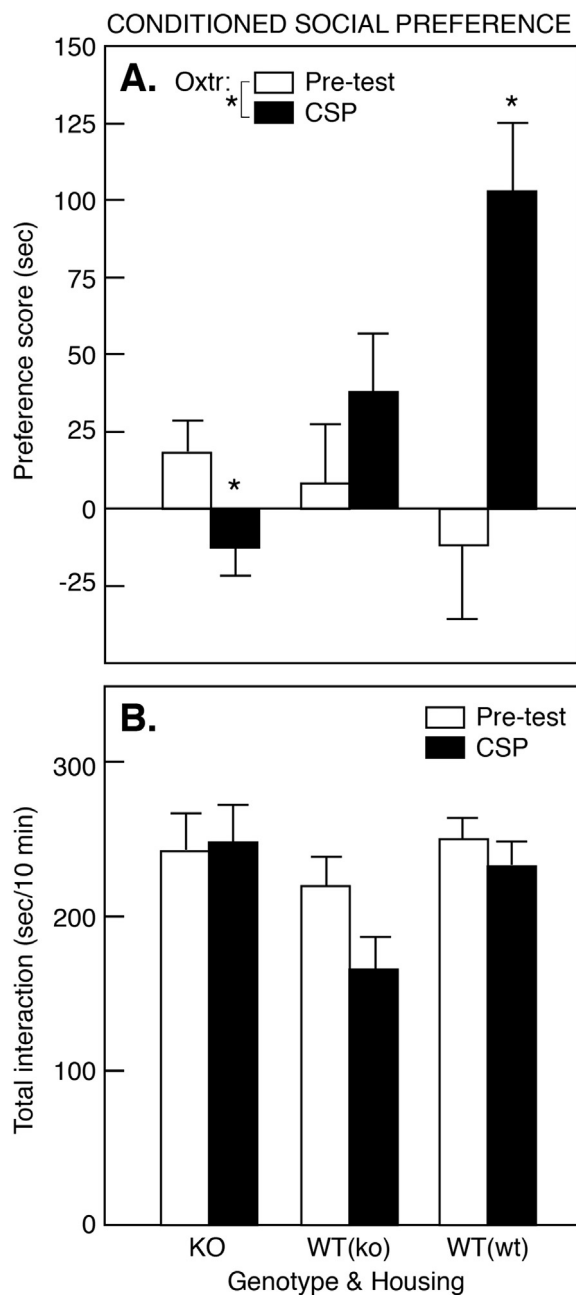 CONDITIONED SOCIAL PREFERENCE
A.
Oxtr:
Pre-test
*
CSP
*
150
125
100
75
50
25
0
-25
*
Preference score (sec)
B.
Pre-test
CSP
300
200
100
0
Total interaction (sec/10 min)
KO WT(ko) WT(wt)
Genotype & Housing